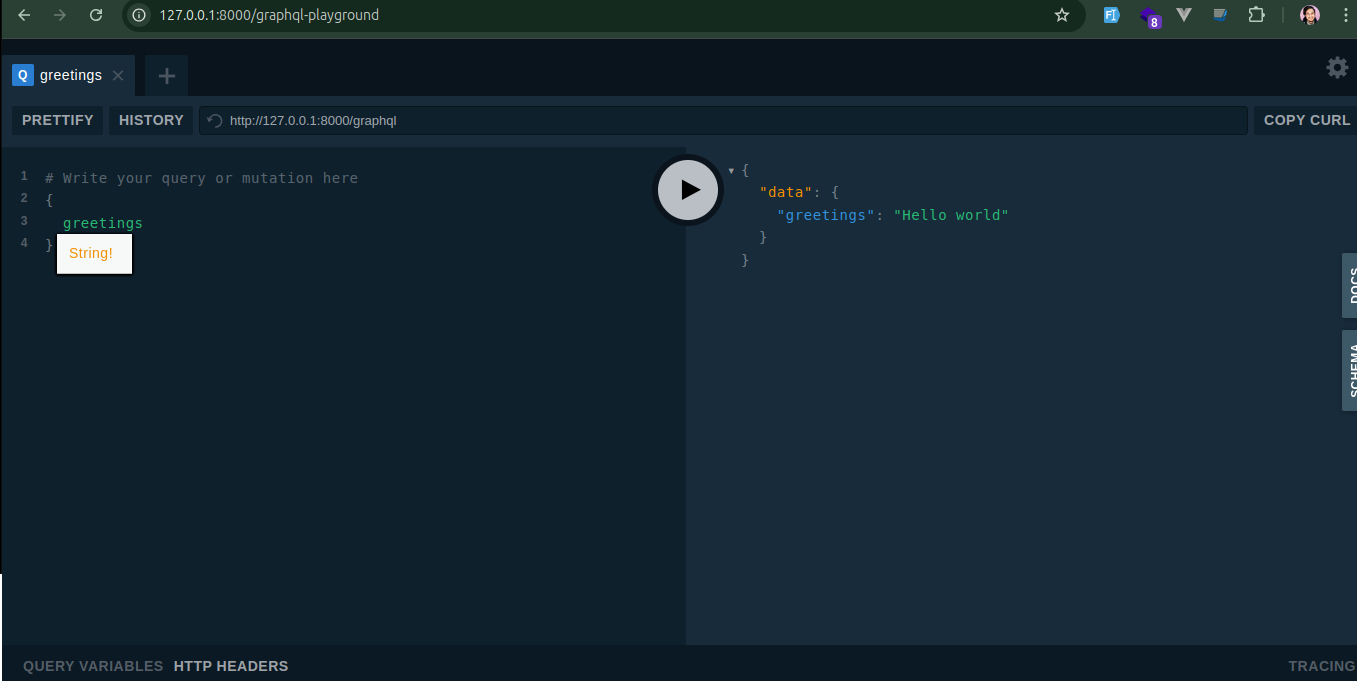 127.0.0.1:8000/graphql-playground
8
Q greetings
PRETTIFY HISTORY http://127.0.0.1:8000/graphql COPY CURL
1 # Write your query or mutation here
2 {
3 greetings
4 }
String!
{
"data": {
"greetings": "Hello world"
}
}
DOCS
SCHEMA
QUERY VARIABLES HTTP HEADERS TRACING